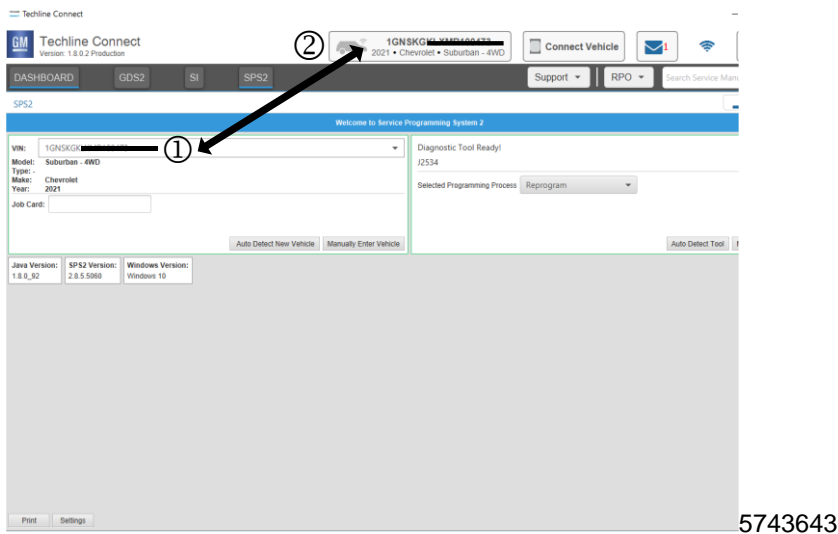 Techline Connect
GM
Techline Connect
Version: 1.8.0.2 Production
②
1GNSKGK
2021 • Chevrolet • Suburban - 4WD
Connect Vehicle
1
DASHBOARD GDS2 SI SPS2
Support RPO Search Service
SPS2
Welcome to Service Programming System 2
VIN: 1GNSKGK
①
Model: Suburban - 4WD
Type: -
Make: Chevrolet
Year: 2021
Job Card:
Auto Detect New Vehicle Manually Enter Vehicle
Diagnostic Tool Ready!
J2534
Selected Programming Process Reprogram
Auto Detect Tool
Java Version: SPS2 Version: Windows Version:
1.8.0_92 2.8.5.5060 Windows 10
Print Settings
5743643